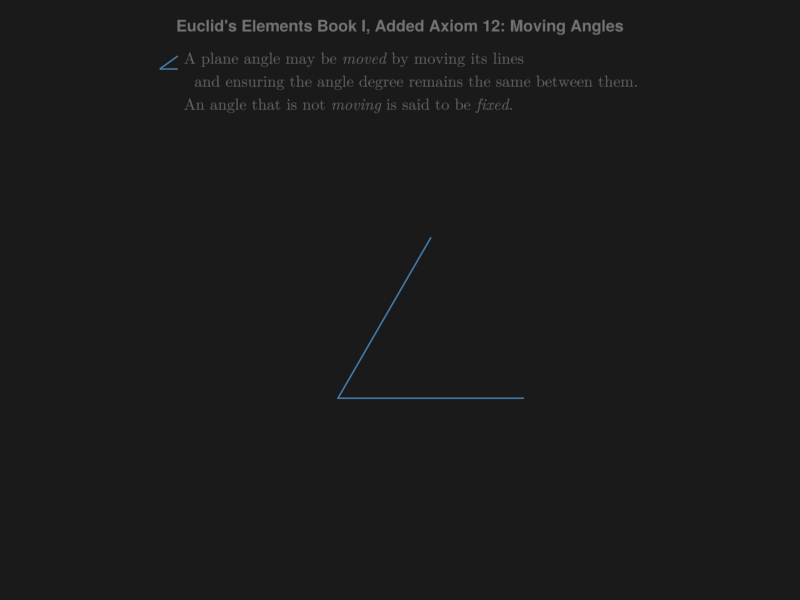 Euclid's Elements Book I, Added Axiom 12: Moving Angles
A plane angle may be moved by moving its lines
and ensuring the angle degree remains the same between them.
An angle that is not moving is said to be fixed.